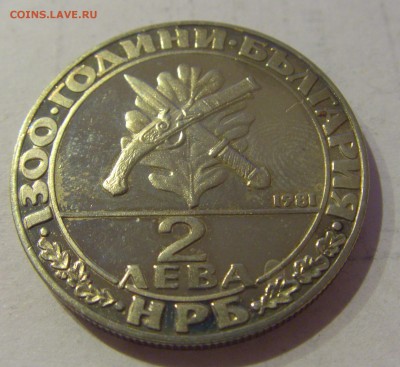 COINS.LAVE.RU
·1300·ГОДИНИ·БЪЛГАРИЯ·
1981
2
ЛЕВА
·НРБ·